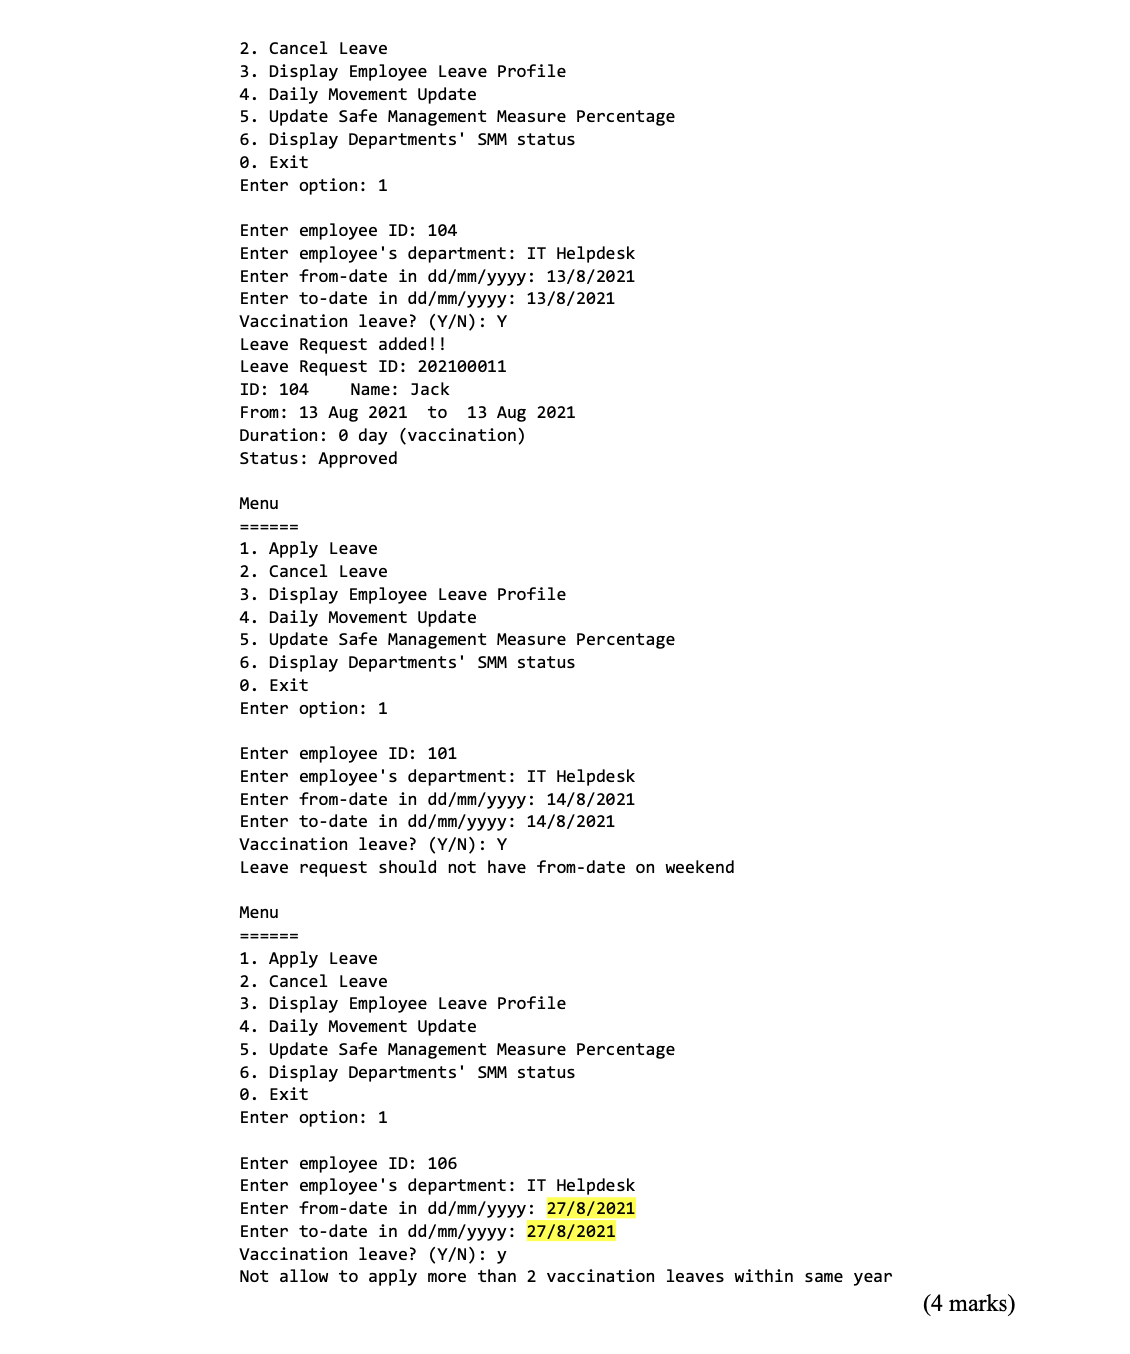 2. Cancel Leave
3. Display Employee Leave Profile
4. Daily Movement Update
5. Update Safe Management Measure Percentage
6. Display Departments' SMM status
0. Exit
Enter option: 1
Enter employee ID: 104
Enter employee's department: IT Helpdesk
Enter from-date in dd/mm/yyyy: 13/8/2021
Enter to-date in dd/mm/yyyy: 13/8/2021
Vaccination leave? (Y/N): Y
Leave Request added!!
Leave Request ID: 202100011
ID: 104    Name: Jack
From: 13 Aug 2021  to  13 Aug 2021
Duration: 0 day (vaccination)
Status: Approved
Menu
======
1. Apply Leave
2. Cancel Leave
3. Display Employee Leave Profile
4. Daily Movement Update
5. Update Safe Management Measure Percentage
6. Display Departments' SMM status
0. Exit
Enter option: 1
Enter employee ID: 101
Enter employee's department: IT Helpdesk
Enter from-date in dd/mm/yyyy: 14/8/2021
Enter to-date in dd/mm/yyyy: 14/8/2021
Vaccination leave? (Y/N): Y
Leave request should not have from-date on weekend
Menu
======
1. Apply Leave
2. Cancel Leave
3. Display Employee Leave Profile
4. Daily Movement Update
5. Update Safe Management Measure Percentage
6. Display Departments' SMM status
0. Exit
Enter option: 1
Enter employee ID: 106
Enter employee's department: IT Helpdesk
Enter from-date in dd/mm/yyyy: 27/8/2021
Enter to-date in dd/mm/yyyy: 27/8/2021
Vaccination leave? (Y/N): y
Not allow to apply more than 2 vaccination leaves within same year
(4 marks)